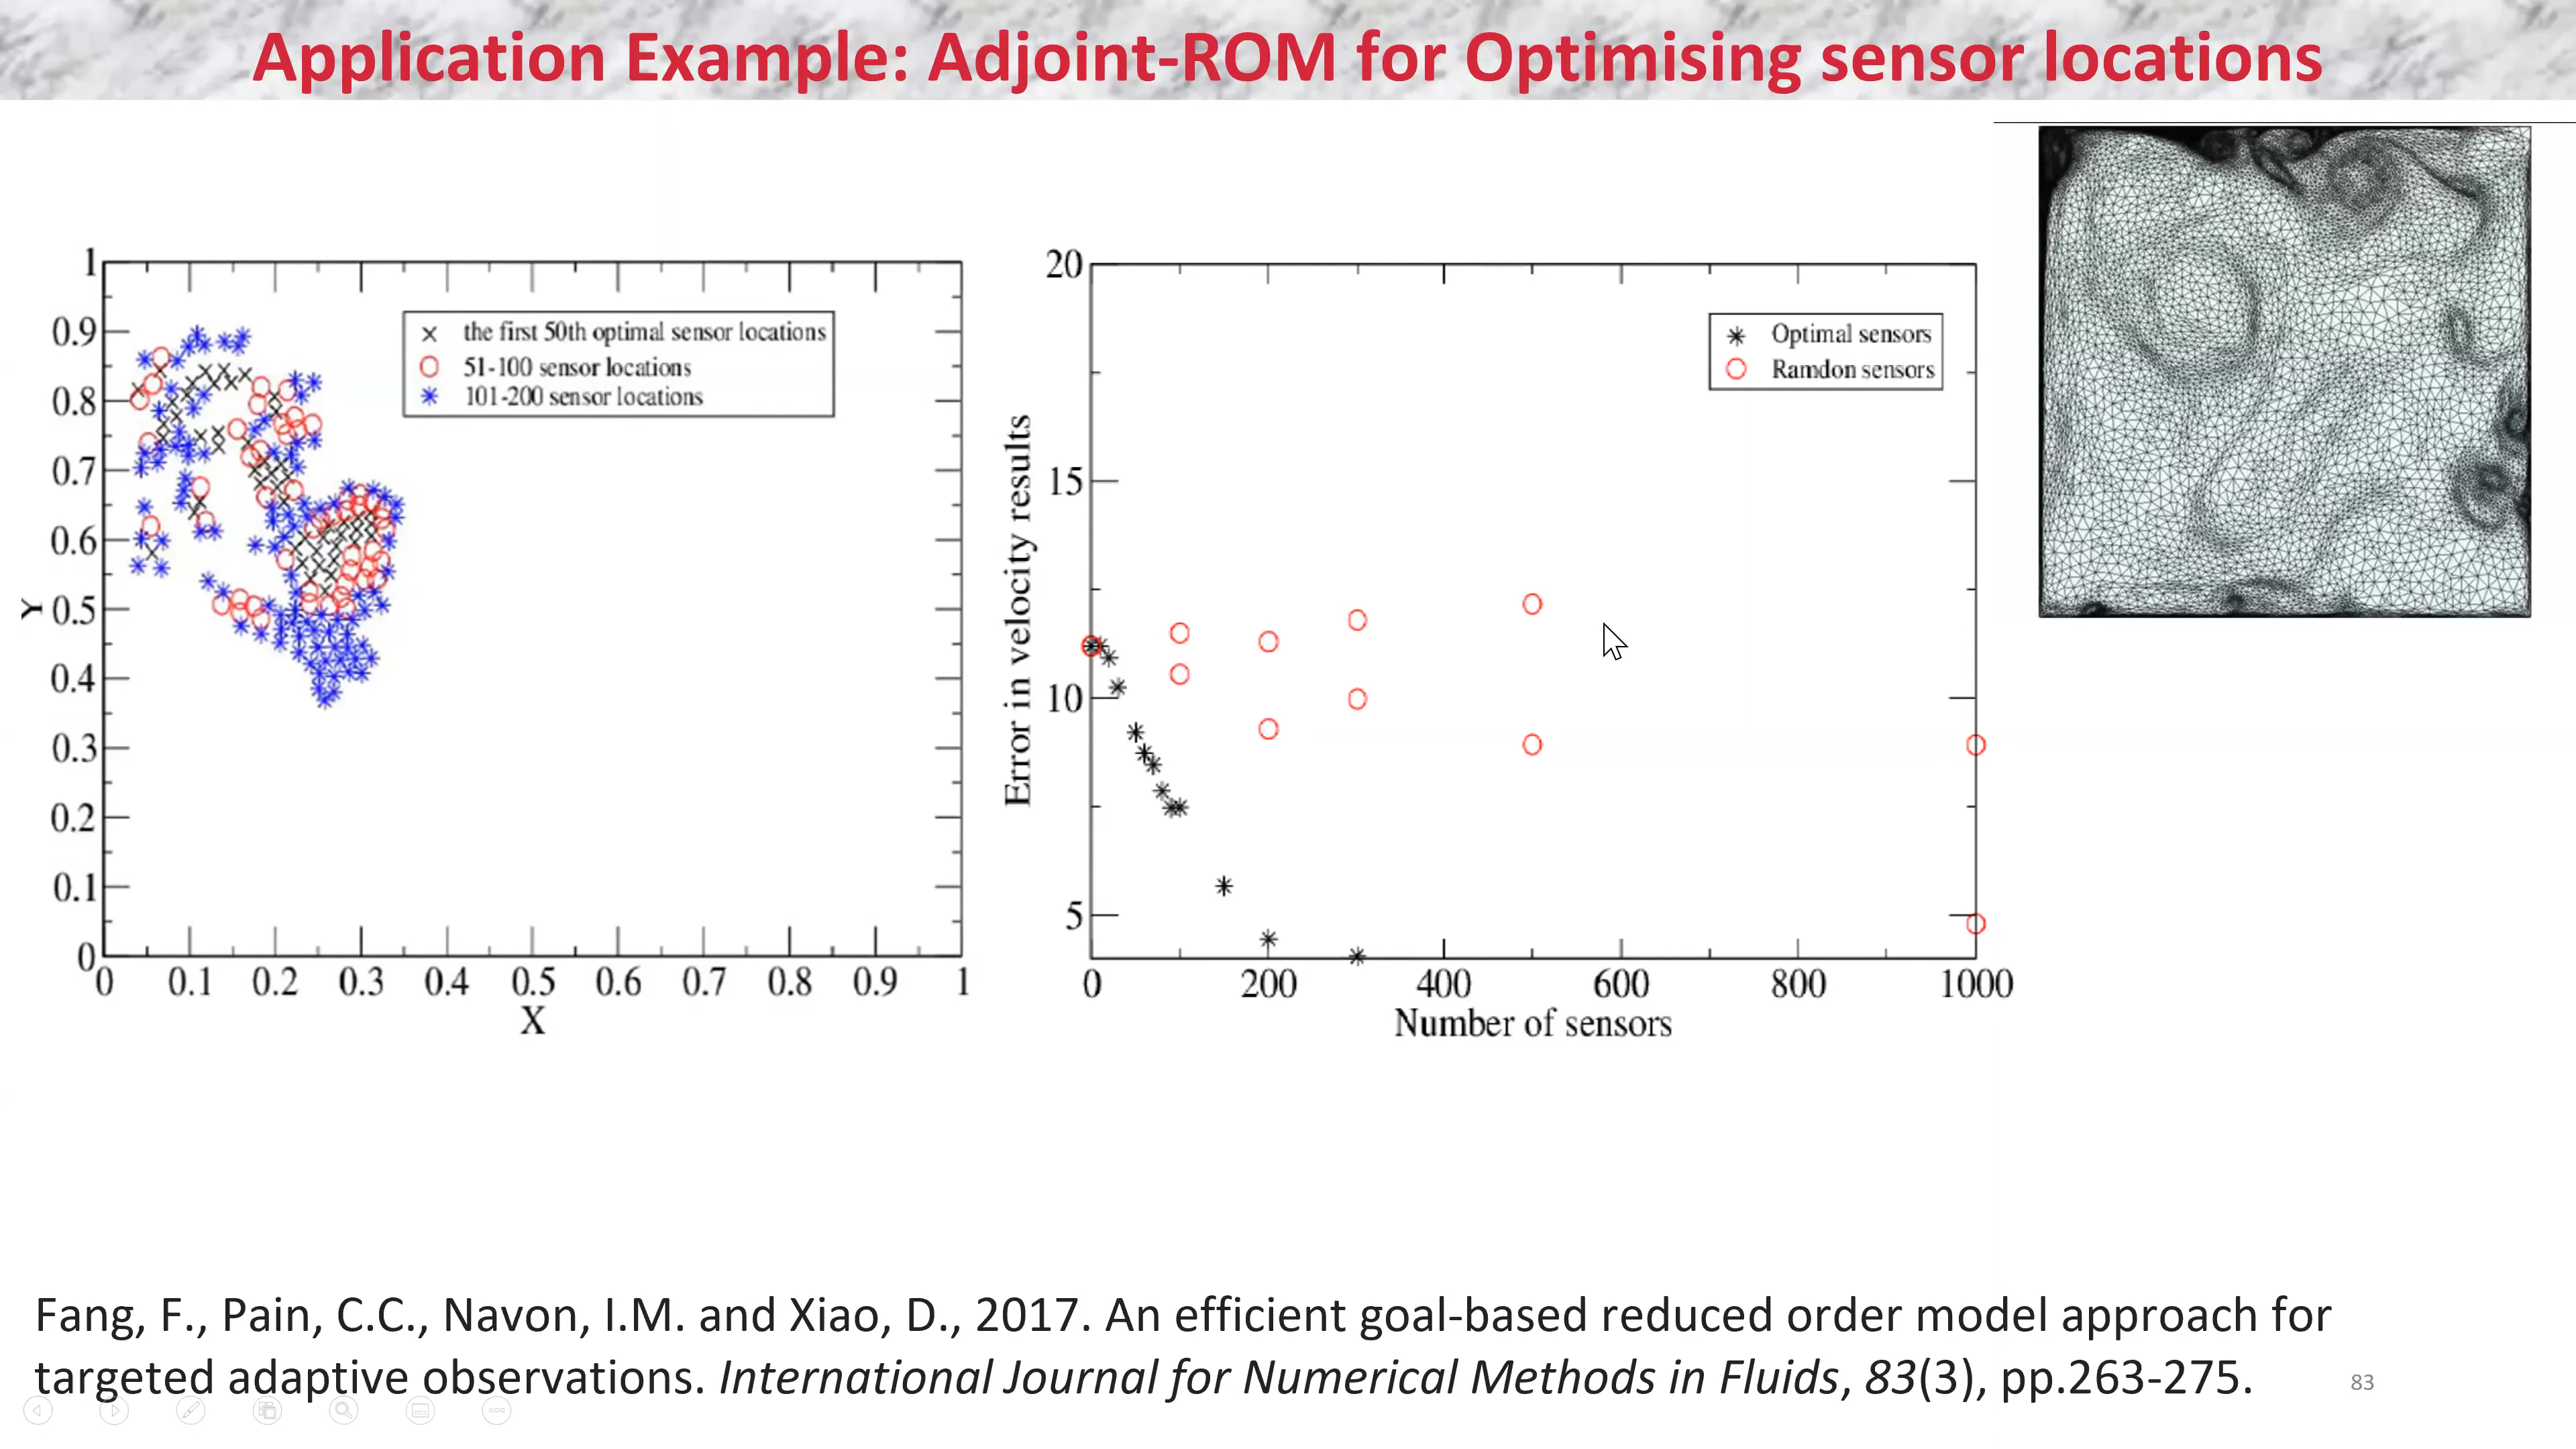 Application Example: Adjoint-ROM for Optimising sensor locations
1
0.9
0.8
0.7
0.6
0.5
0.4
0.3
0.2
0.1
0
Y
the first 50th optimal sensor locations
51-100 sensor locations
101-200 sensor locations
0 0.1 0.2 0.3 0.4 0.5 0.6 0.7 0.8 0.9 1
X
20
15
10
5
Error in velocity results
Optimal sensors
Ramdon sensors
0 200 400 600 800 1000
Number of sensors
Fang, F., Pain, C.C., Navon, I.M. and Xiao, D., 2017. An efficient goal-based reduced order model approach for
targeted adaptive observations. International Journal for Numerical Methods in Fluids, 83(3), pp.263-275.
83